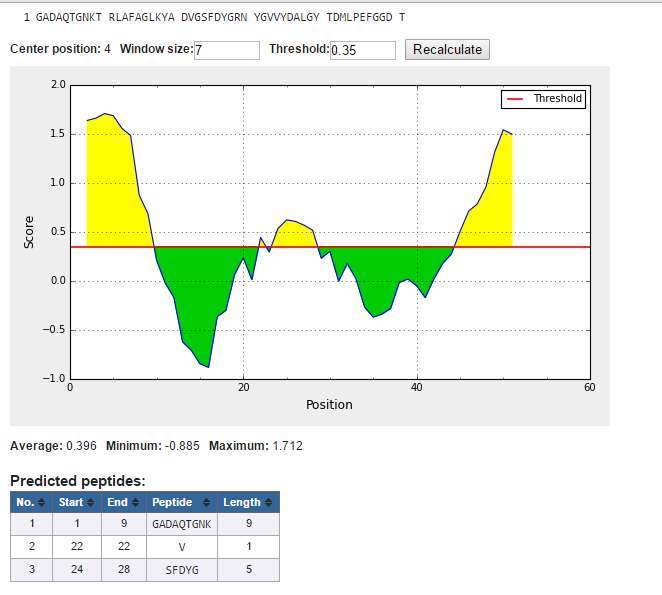 1 GADAQTGNKT RLAFAGLKYA DVGSFDYGRN YGVVYDALGY TDMLPEFGGD T
Center position: 4 Window size: 7 Threshold: 0.35 Recalculate
Threshold
2.0
1.5
1.0
0.5
0.0
−0.5
−1.0
Score
0 20 40 60
Position
Average: 0.396 Minimum: -0.885 Maximum: 1.712
Predicted peptides:
No. Start End Peptide Length
1 1 9 GADAQTGNK 9
2 22 22 V 1
3 24 28 SFDYG 5